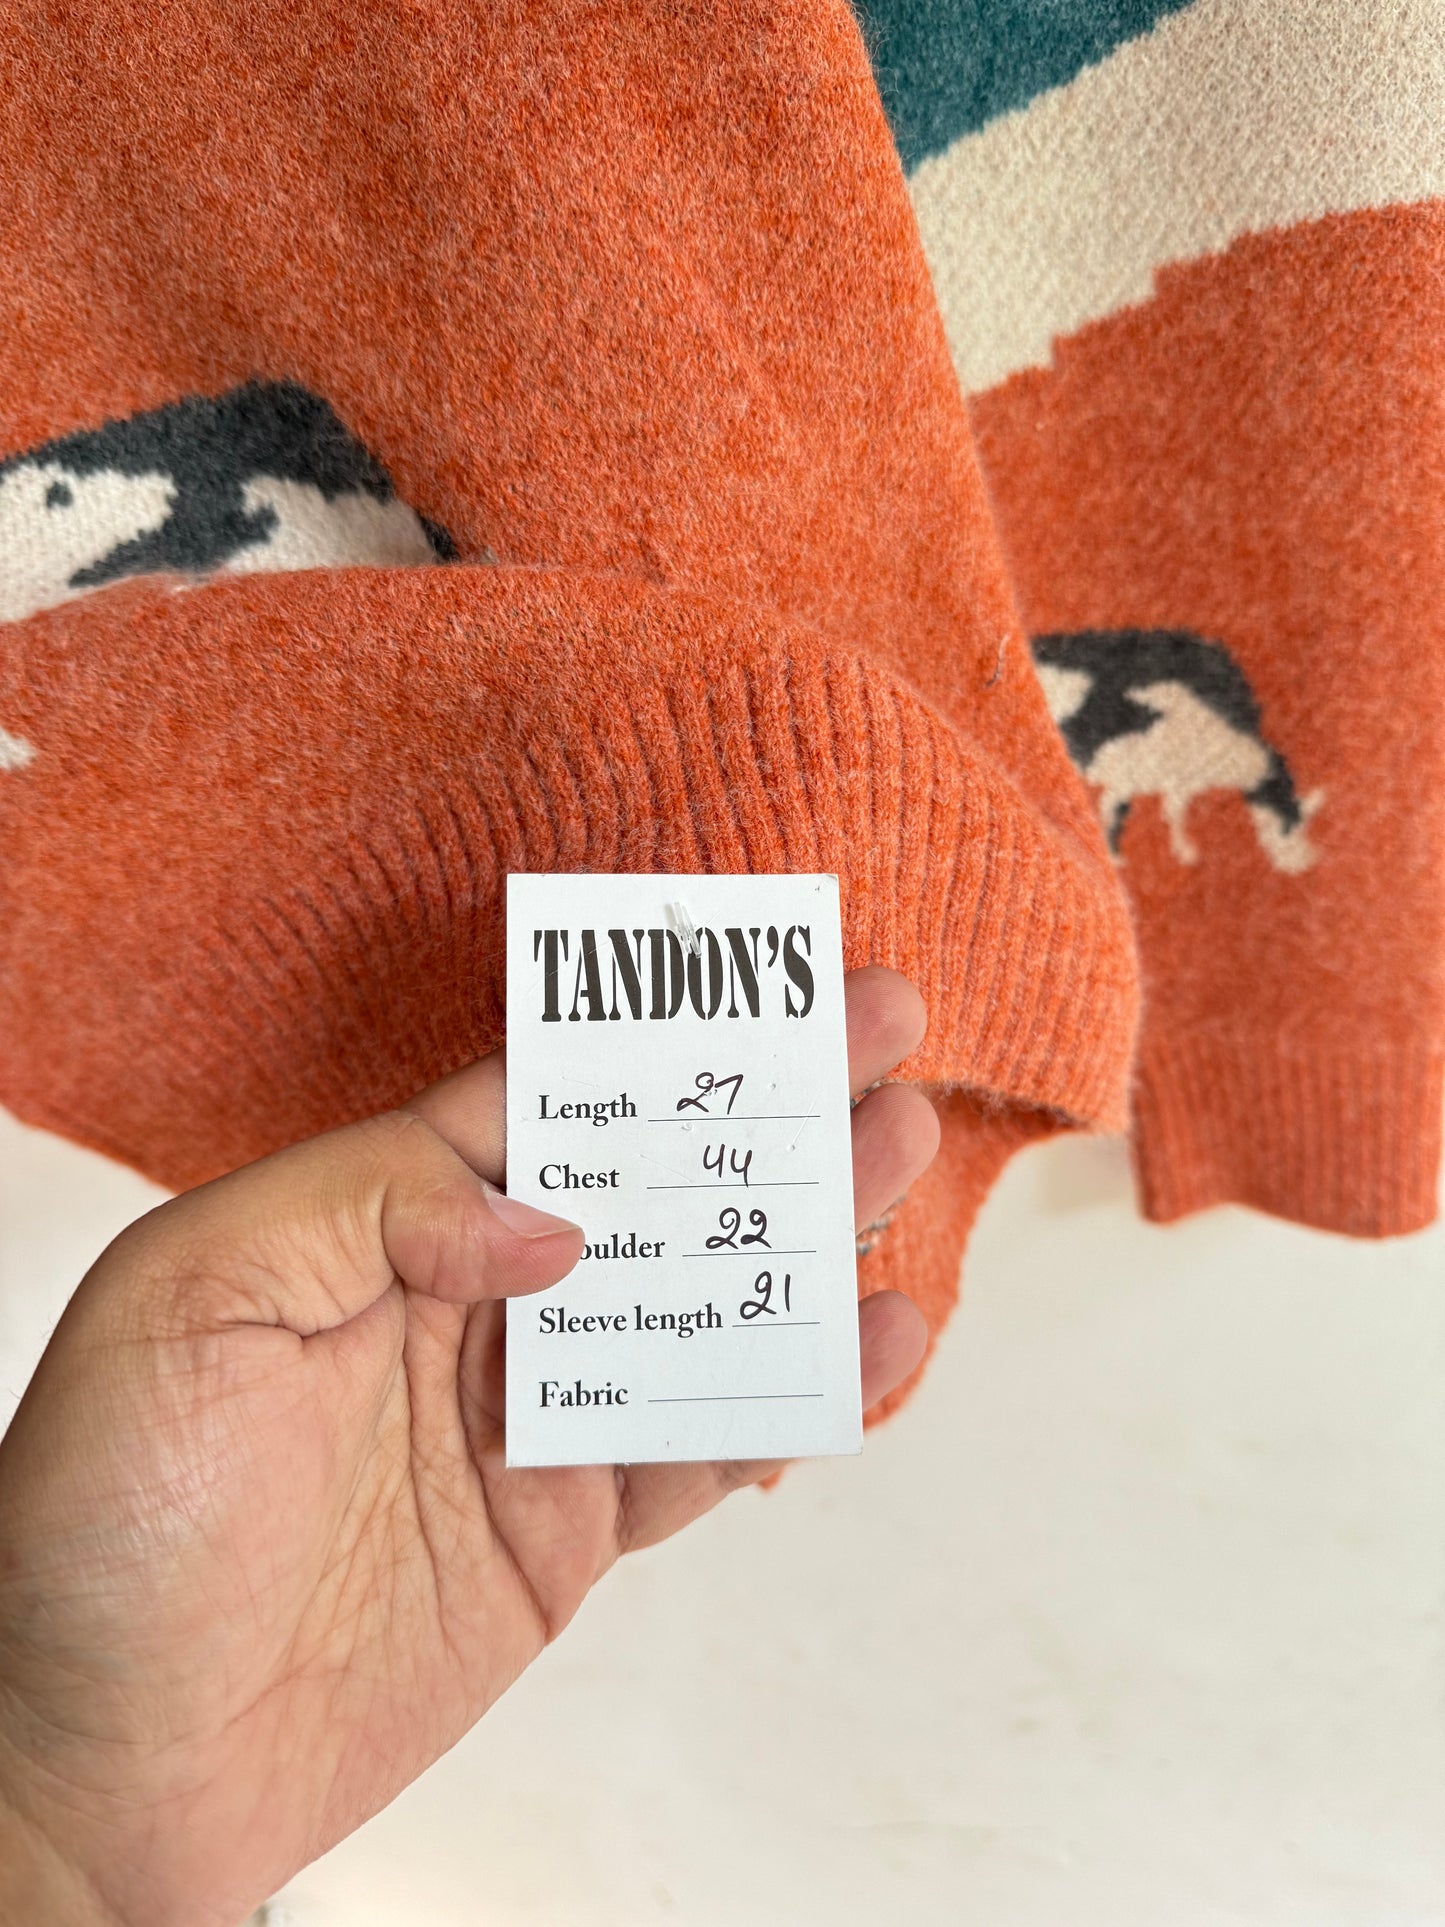 TANDON'S
Length 27
Chest 44
oulder 22
Sleeve length 21
Fabric